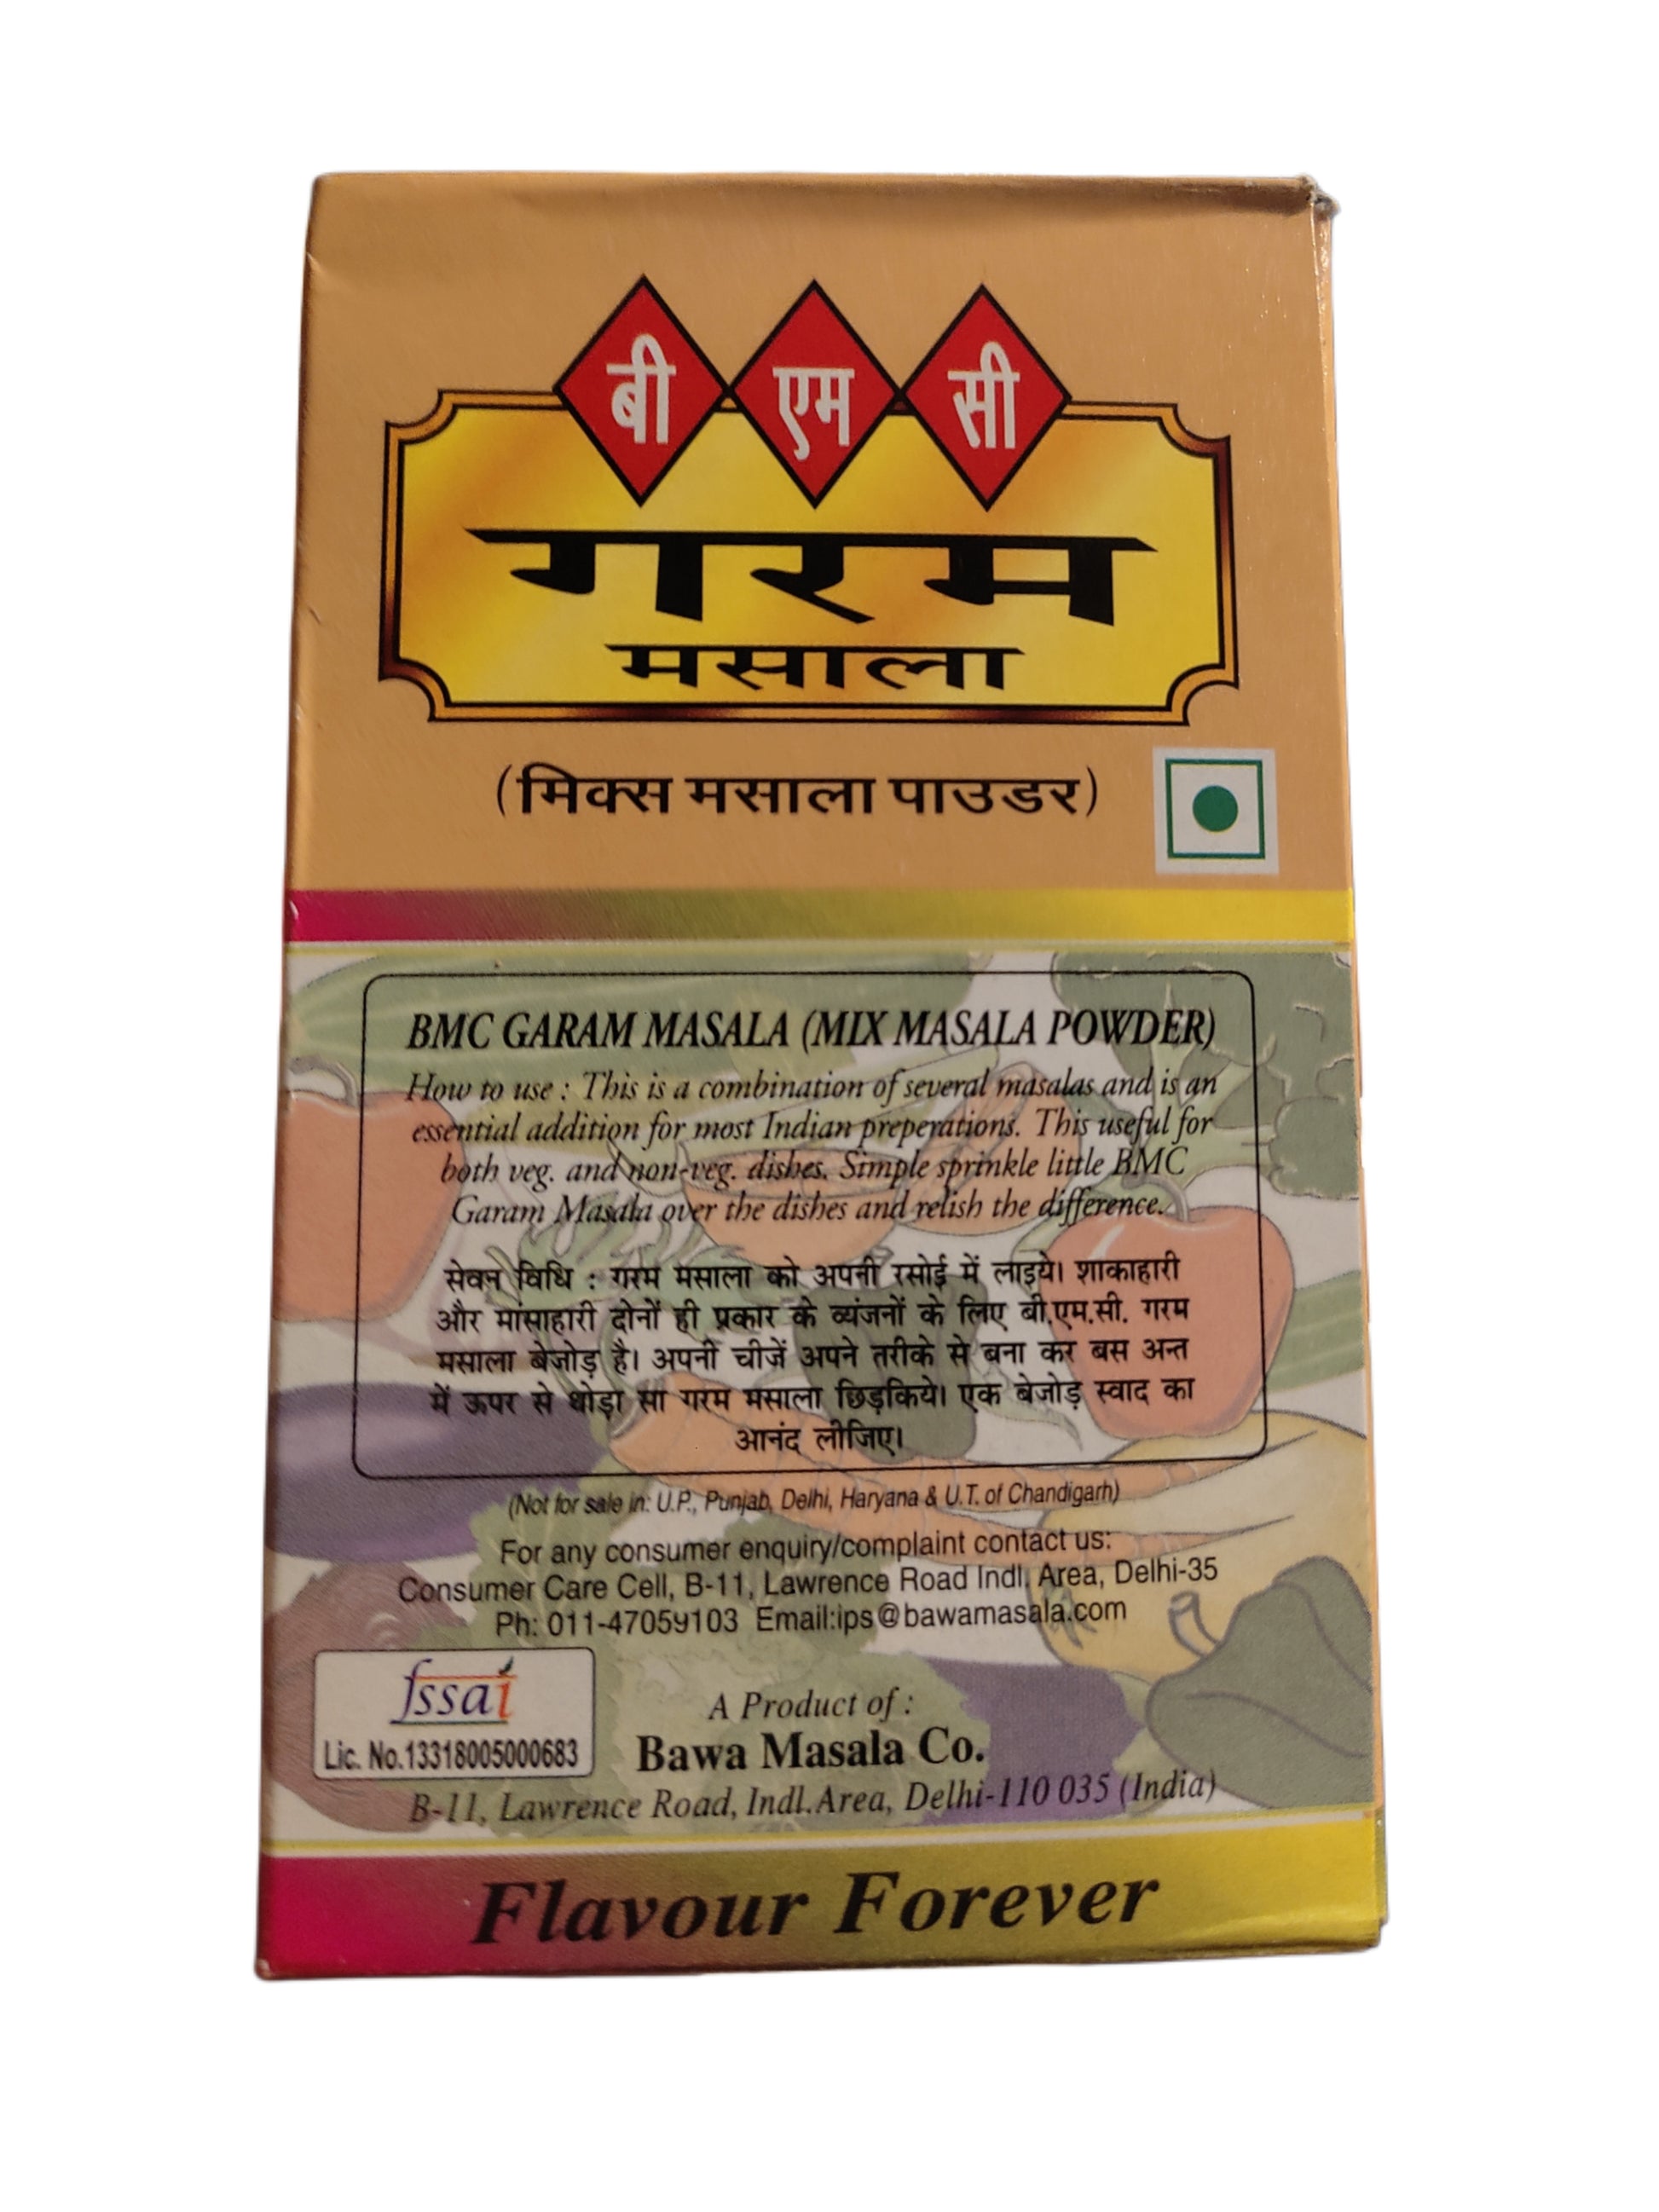 बी एम सी
गरम
मसाला
(मिक्स मसाला पाउडर)
BMC GARAM MASALA (MIX MASALA POWDER)
How to use : This is a combination of several masalas and is an
essential addition for most Indian preperations. This useful for
both veg. and non-veg. dishes. Simple sprinkle little BMC
Garam Masala over the dishes and relish the difference.
सेवन विधि : गरम मसाला को अपनी रसोई में लाइये। शाकाहारी
और मांसाहारी दोनों ही प्रकार के व्यंजनों के लिए बी.एम.सी. गरम
मसाला बेजोड़ है। अपनी चीजें अपने तरीके से बना कर बस अन्त
में ऊपर से थोड़ा सा गरम मसाला छिड़किये। एक बेजोड़ स्वाद का
आनंद लीजिए।
(Not for sale in: U.P., Punjab, Delhi, Haryana & U.T. of Chandigarh)
For any consumer enquiry/complaint contact us:
Consumer Care Cell, B-11, Lawrence Road Indl. Area, Delhi-35
Ph: 011-47059103 Email:ips@bawamasala.com
fssai
Lic. No.13318005000683
A Product of :
Bawa Masala Co.
B-11, Lawrence Road, Indl.Area, Delhi-110 035 (India)
Flavour Forever